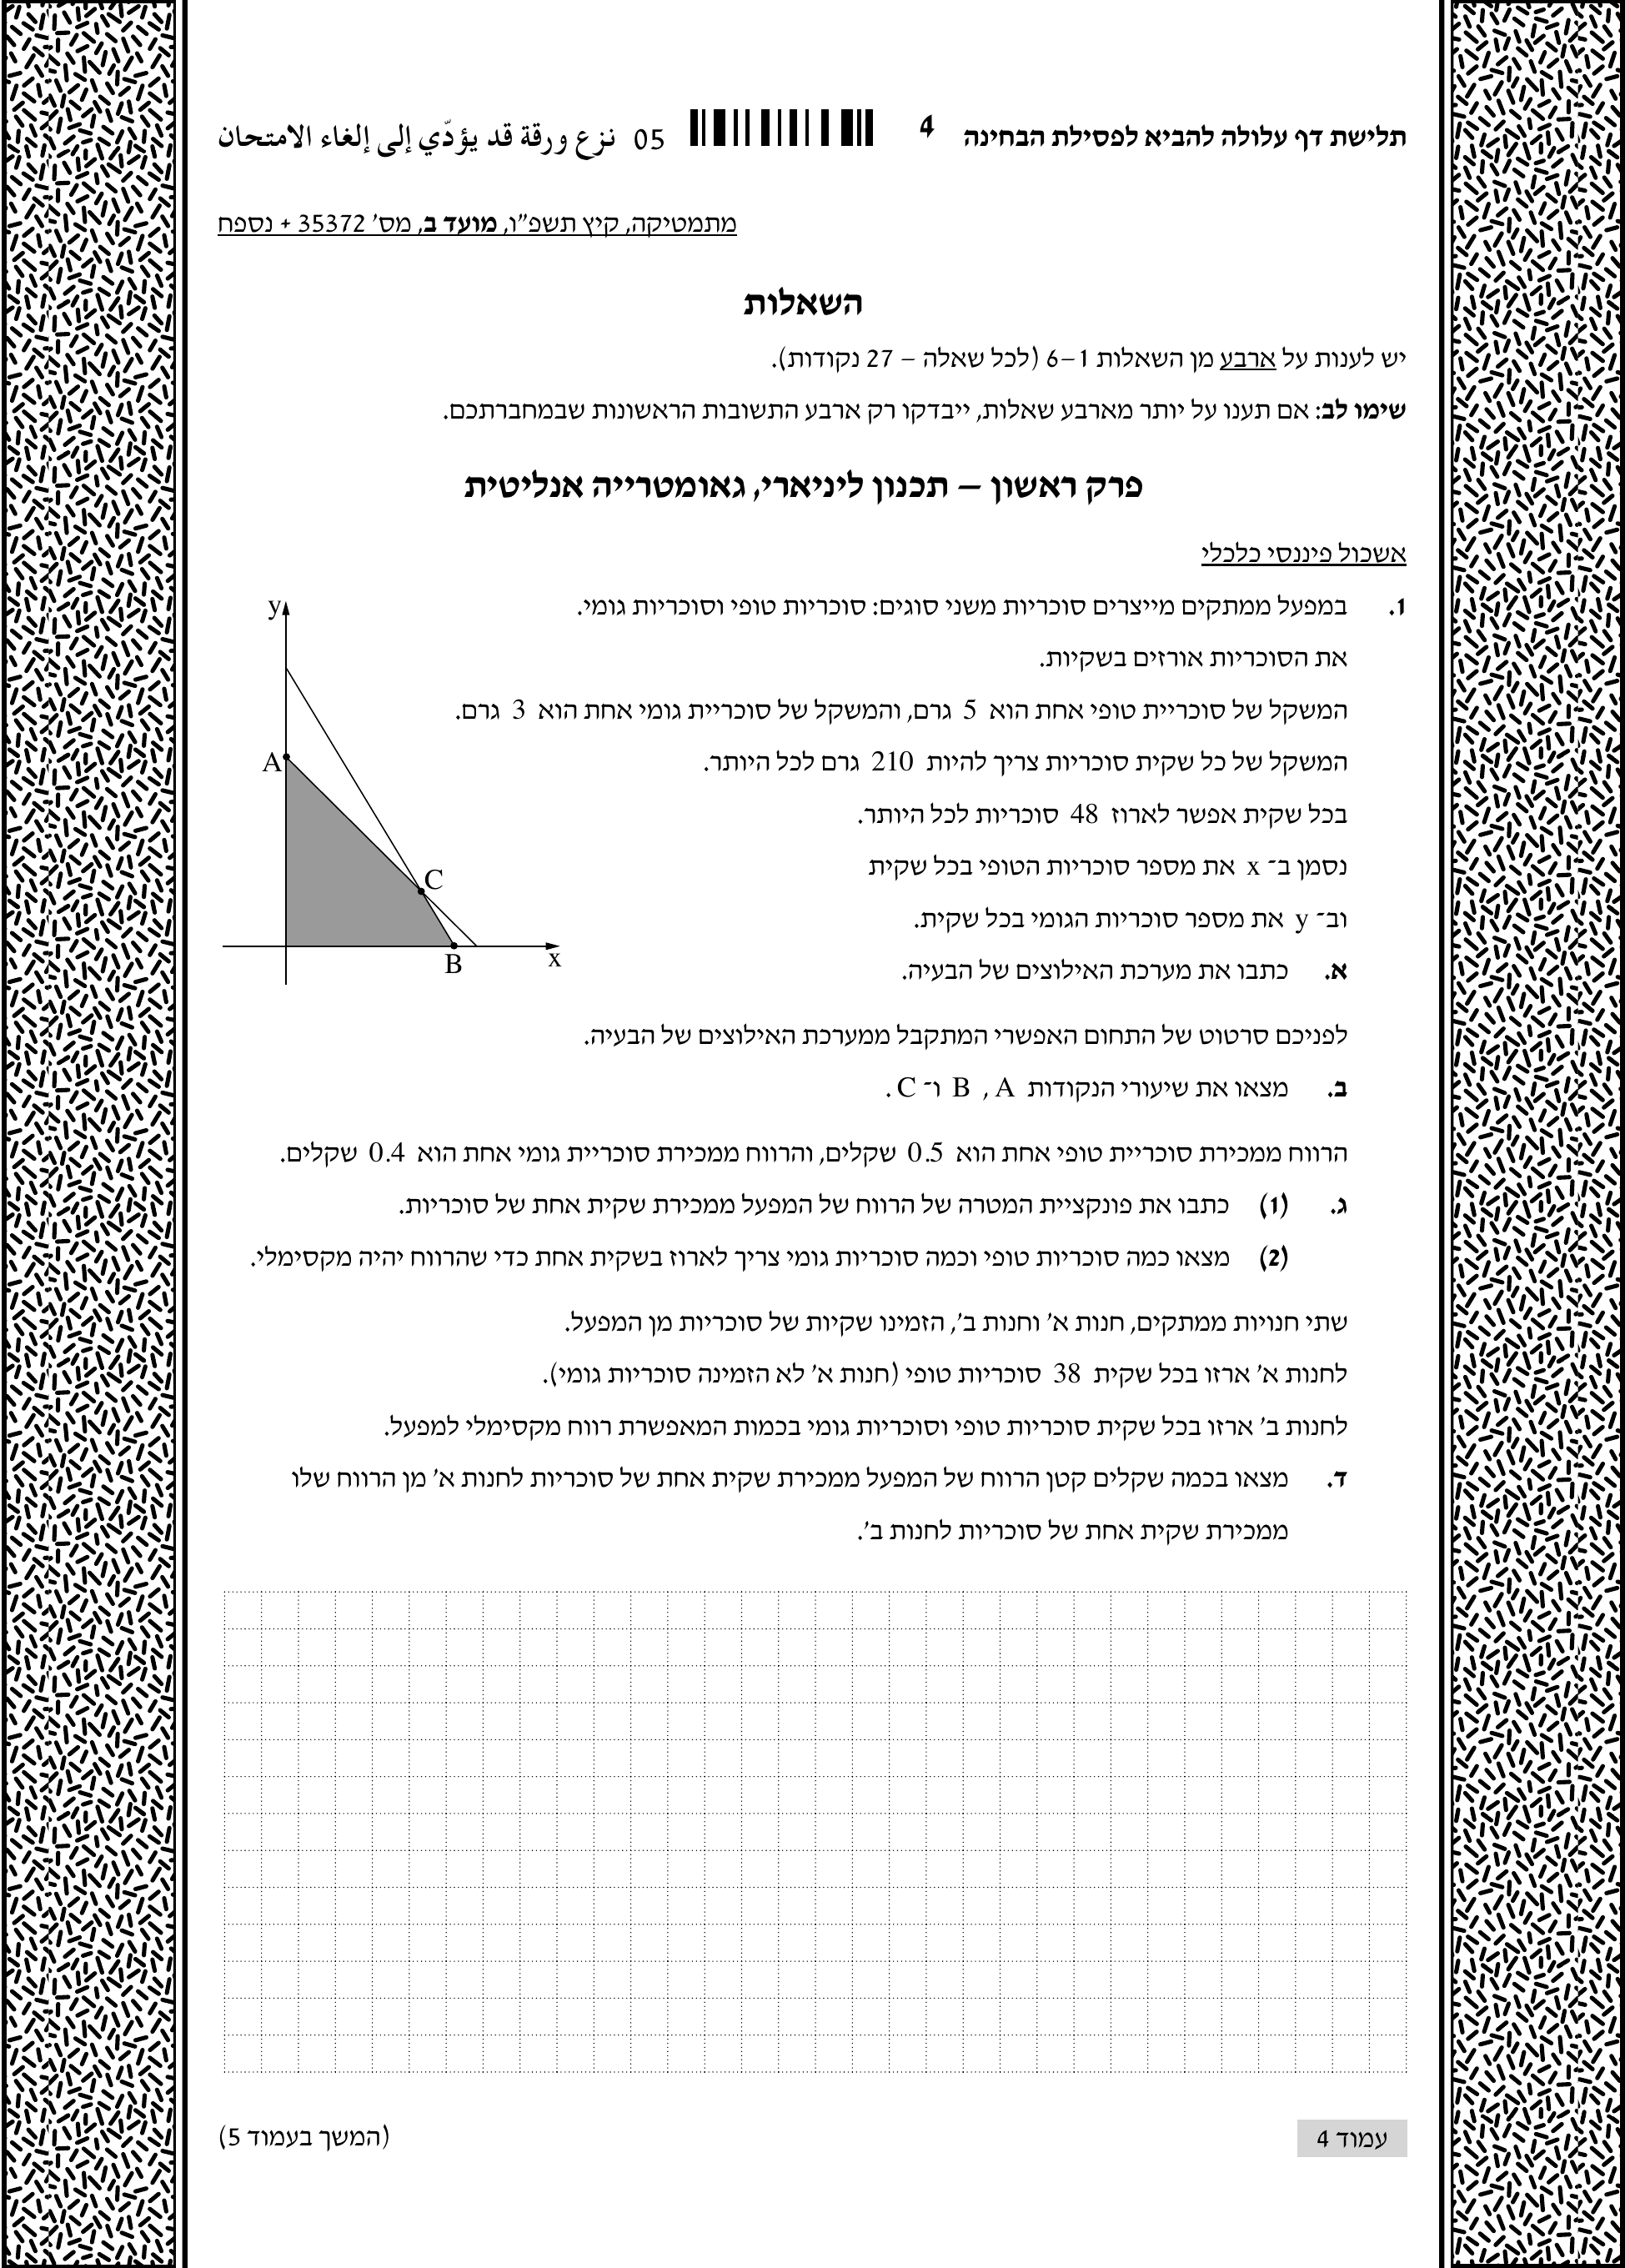 תלישת דף עלולה להביא לפסילת הבחינה 4 05 نزع ورقة قد يؤدّي إلى إلغاء الامتحان
מתמטיקה, קיץ תשפ"ו, מועד ב, מס' 35372 + נספח
השאלות
יש לענות על ארבע מן השאלות 1–6 (לכל שאלה – 27 נקודות).
שימו לב: אם תענו על יותר מארבע שאלות, ייבדקו רק ארבע התשובות הראשונות שבמחברתכם.
פרק ראשון – תכנון ליניארי, גאומטרייה אנליטית
אשכול פיננסי כלכלי
1. במפעל ממתקים מייצרים סוכריות משני סוגים: סוכריות טופי וסוכריות גומי.
את הסוכריות אורזים בשקיות.
המשקל של סוכריית טופי אחת הוא 5 גרם, והמשקל של סוכריית גומי אחת הוא 3 גרם.
המשקל של כל שקית סוכריות צריך להיות 210 גרם לכל היותר.
בכל שקית אפשר לארוז 48 סוכריות לכל היותר.
נסמן ב־ x את מספר סוכריות הטופי בכל שקית
וב־ y את מספר סוכריות הגומי בכל שקית.
א. כתבו את מערכת האילוצים של הבעיה.
y
A
C
B
x
לפניכם סרטוט של התחום האפשרי המתקבל ממערכת האילוצים של הבעיה.
ב. מצאו את שיעורי הנקודות A , B ו־ C .
הרווח ממכירת סוכריית טופי אחת הוא 0.5 שקלים, והרווח ממכירת סוכריית גומי אחת הוא 0.4 שקלים.
ג. (1) כתבו את פונקציית המטרה של הרווח של המפעל ממכירת שקית אחת של סוכריות.
(2) מצאו כמה סוכריות טופי וכמה סוכריות גומי צריך לארוז בשקית אחת כדי שהרווח יהיה מקסימלי.
שתי חנויות ממתקים, חנות א' וחנות ב', הזמינו שקיות של סוכריות מן המפעל.
לחנות א' ארזו בכל שקית 38 סוכריות טופי (חנות א' לא הזמינה סוכריות גומי).
לחנות ב' ארזו בכל שקית סוכריות טופי וסוכריות גומי בכמות המאפשרת רווח מקסימלי למפעל.
ד. מצאו בכמה שקלים קטן הרווח של המפעל ממכירת שקית אחת של סוכריות לחנות א' מן הרווח שלו
ממכירת שקית אחת של סוכריות לחנות ב'.
עמוד 4 (המשך בעמוד 5)